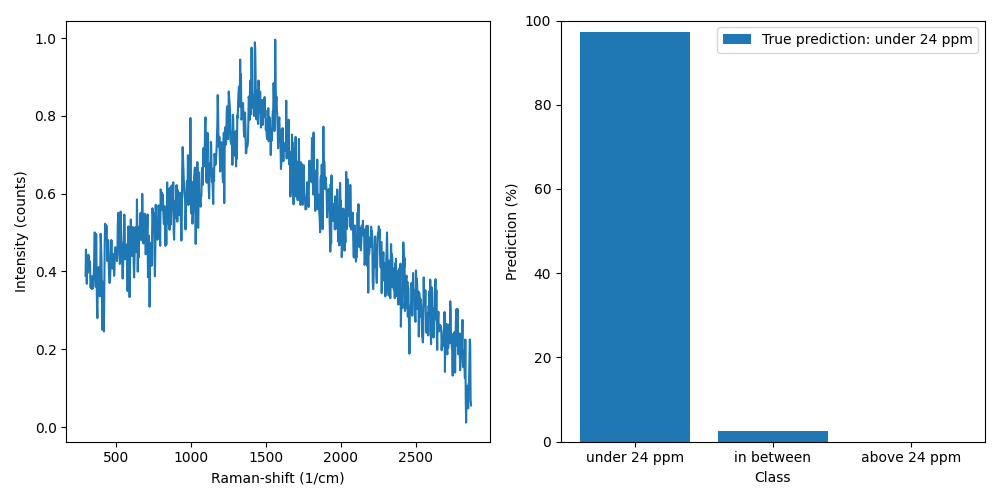 1.0
0.8
0.6
0.4
0.2
0.0
Intensity (counts)
500 1000 1500 2000 2500
Raman-shift (1/cm)
100
80
60
40
20
0
Prediction (%)
True prediction: under 24 ppm
under 24 ppm in between above 24 ppm
Class